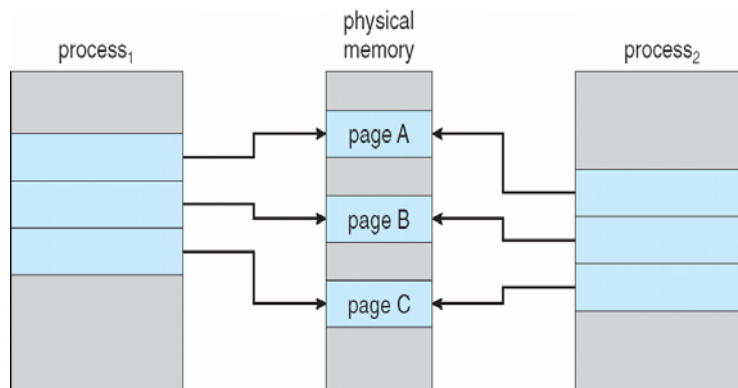 process₁
physical
memory
process₂
page A
page B
page C